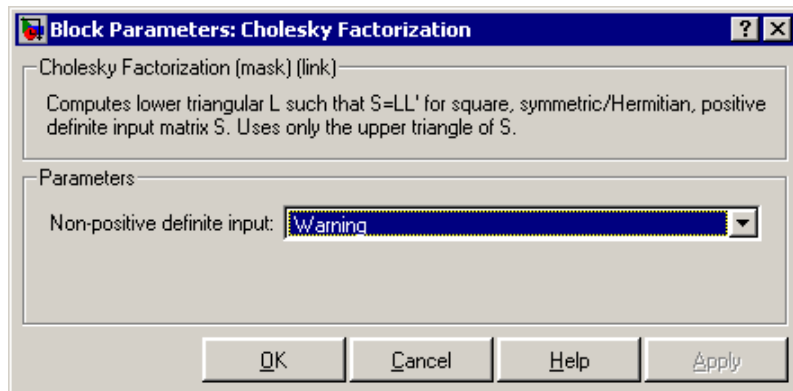 Block Parameters: Cholesky Factorization
Cholesky Factorization (mask) (link)
Computes lower triangular L such that S=LL' for square, symmetric/Hermitian, positive
definite input matrix S. Uses only the upper triangle of S.
Parameters
Non-positive definite input: Warning
OK Cancel Help Apply